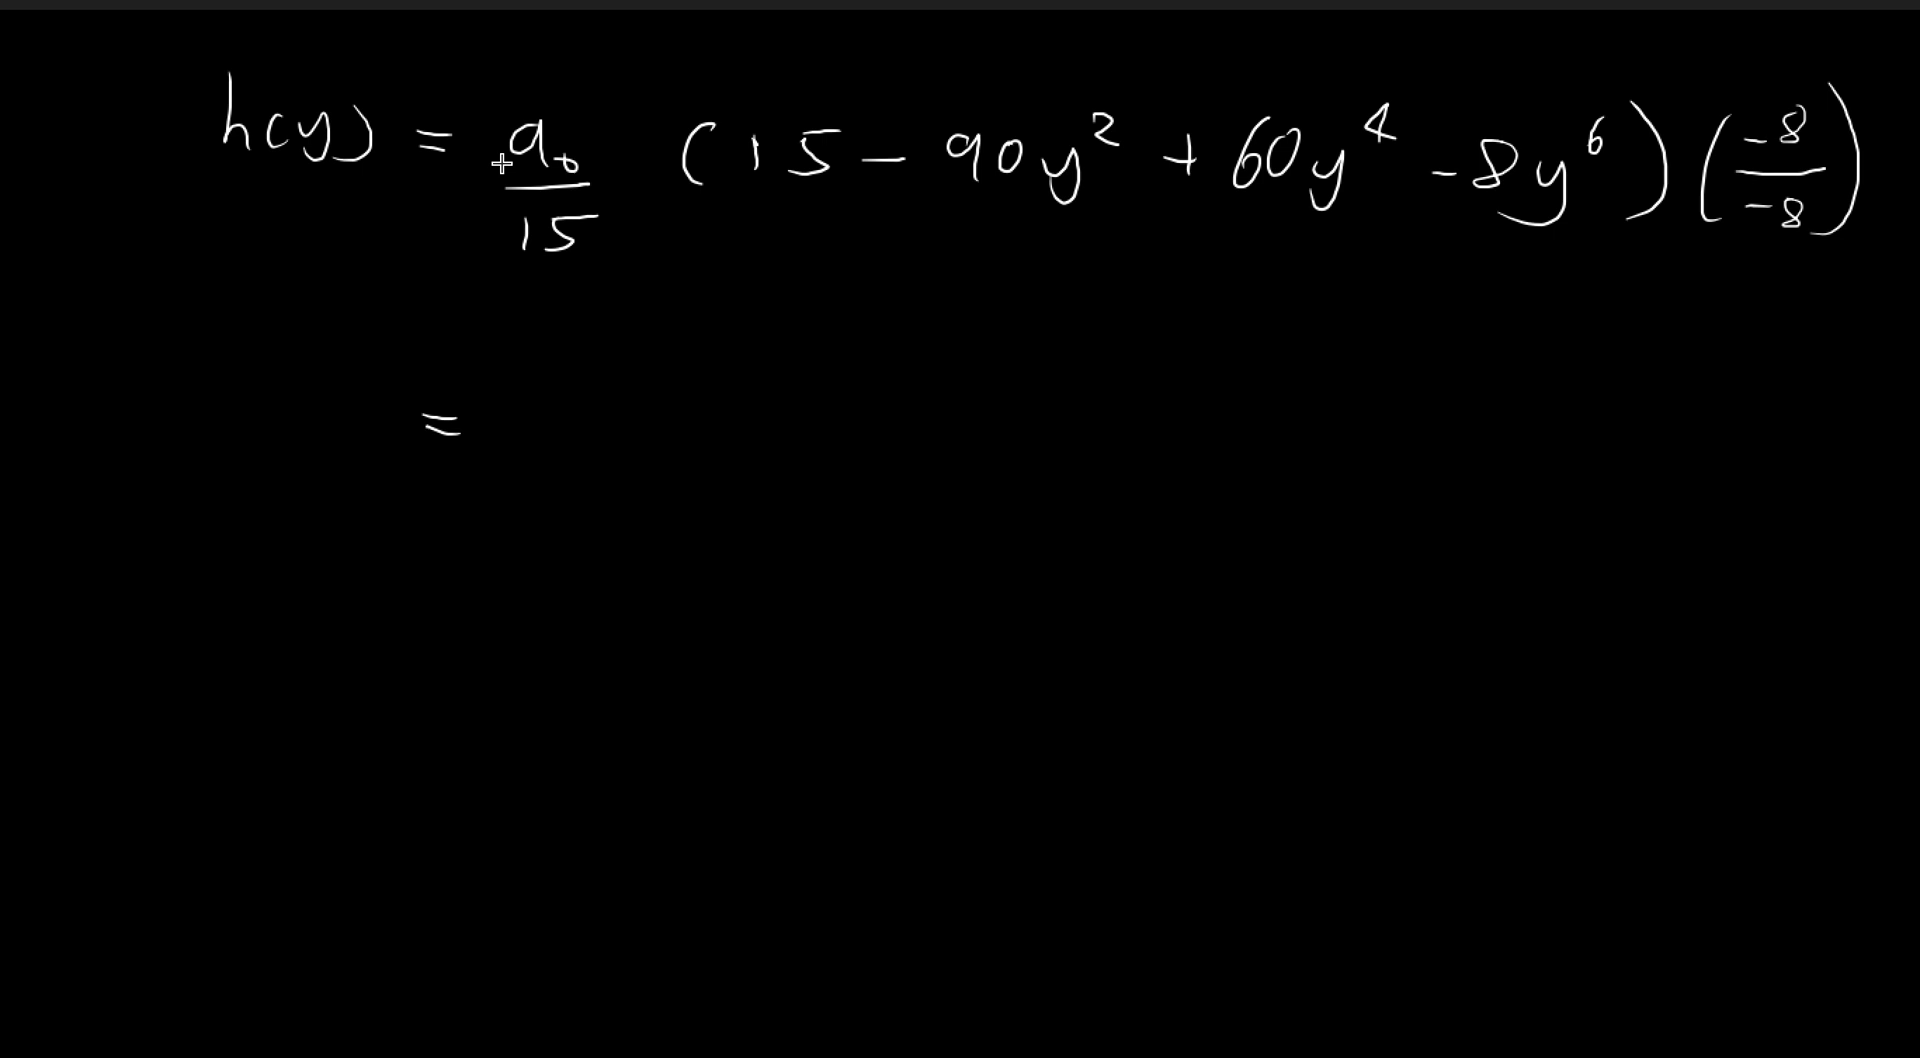 h(y) = a₀/15 (15 - 90y² + 60y⁴ - 8y⁶) (-8/-8)
=